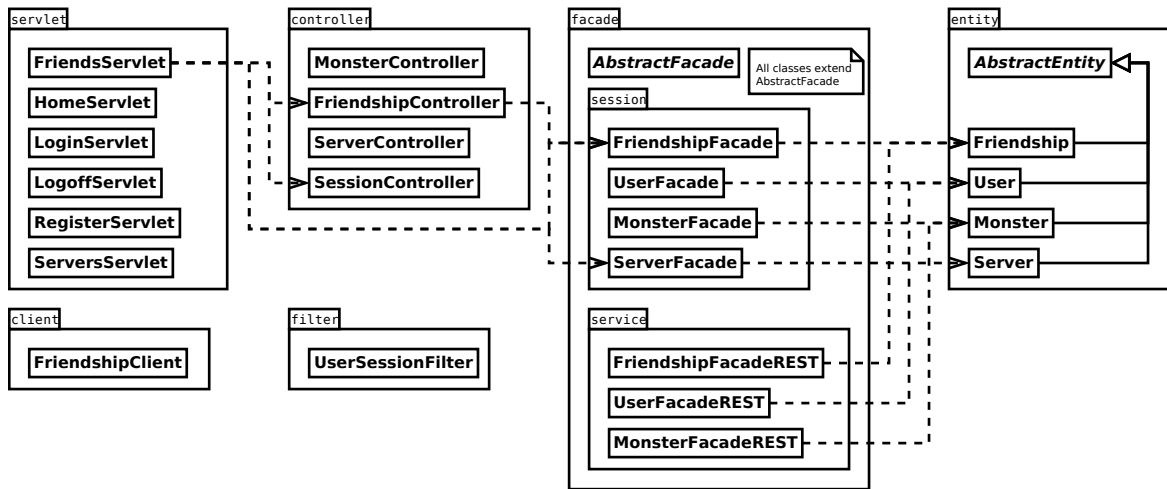 servlet
FriendsServlet
HomeServlet
LoginServlet
LogoffServlet
RegisterServlet
ServersServlet
controller
MonsterController
FriendshipController
ServerController
SessionController
facade
AbstractFacade
All classes extend
AbstractFacade
session
FriendshipFacade
UserFacade
MonsterFacade
ServerFacade
service
FriendshipFacadeREST
UserFacadeREST
MonsterFacadeREST
entity
AbstractEntity
Friendship
User
Monster
Server
client
FriendshipClient
filter
UserSessionFilter